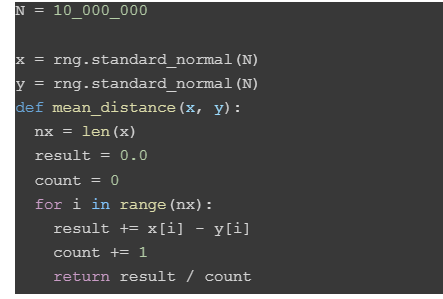 N = 10_000_000
x = rng.standard_normal(N)
y = rng.standard_normal(N)
def mean_distance(x, y):
  nx = len(x)
  result = 0.0
  count = 0
  for i in range(nx):
    result += x[i] - y[i]
    count += 1
    return result / count